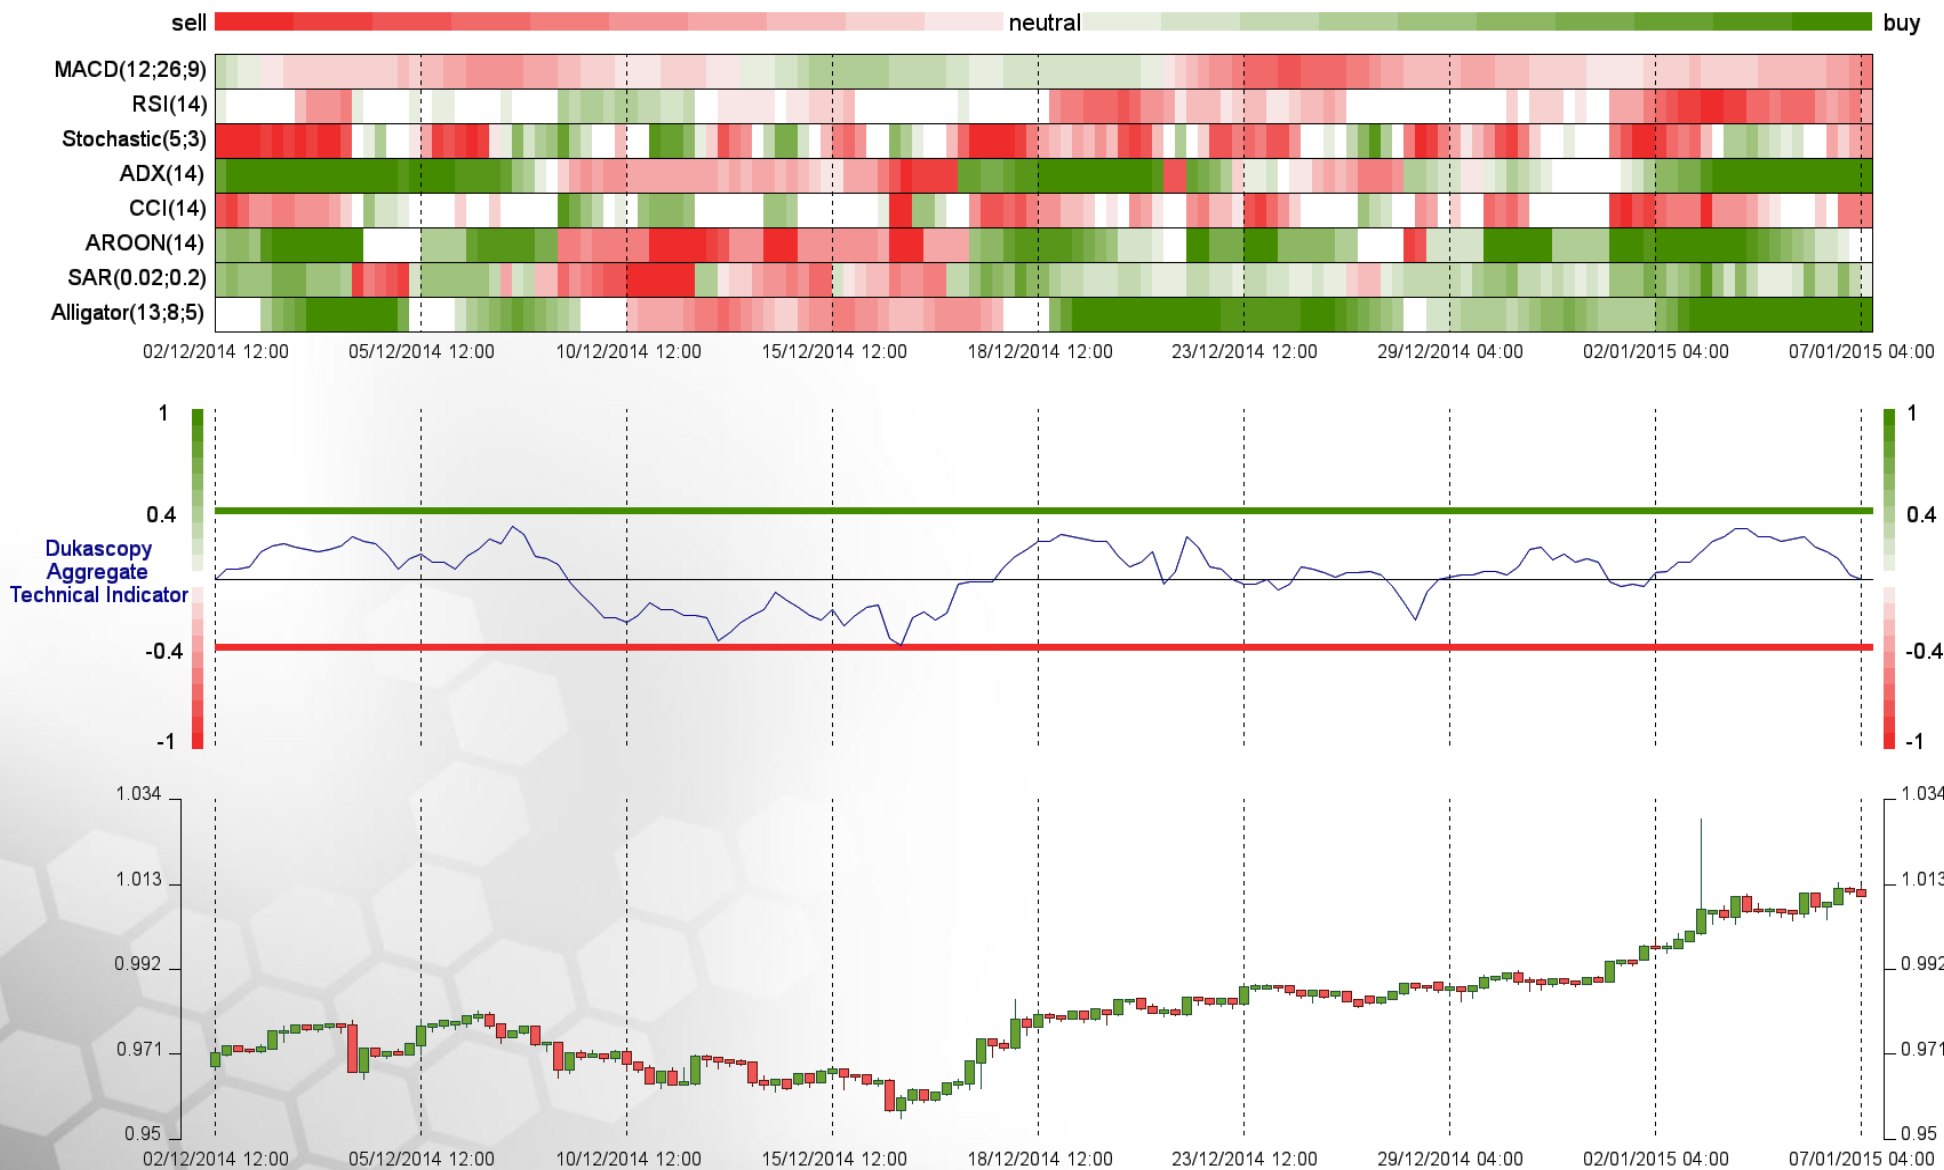 sell neutral buy
MACD(12;26;9)
RSI(14)
Stochastic(5;3)
ADX(14)
CCI(14)
AROON(14)
SAR(0.02;0.2)
Alligator(13;8;5)
02/12/2014 12:00 05/12/2014 12:00 10/12/2014 12:00 15/12/2014 12:00 18/12/2014 12:00 23/12/2014 12:00 29/12/2014 04:00 02/01/2015 04:00 07/01/2015 04:00
1 1
0.4 0.4
Dukascopy
Aggregate
Technical Indicator
-0.4 -0.4
-1 -1
1.034 1.034
1.013 1.013
0.992 0.992
0.971 0.971
0.95 0.95
02/12/2014 12:00 05/12/2014 12:00 10/12/2014 12:00 15/12/2014 12:00 18/12/2014 12:00 23/12/2014 12:00 29/12/2014 04:00 02/01/2015 04:00 07/01/2015 04:00